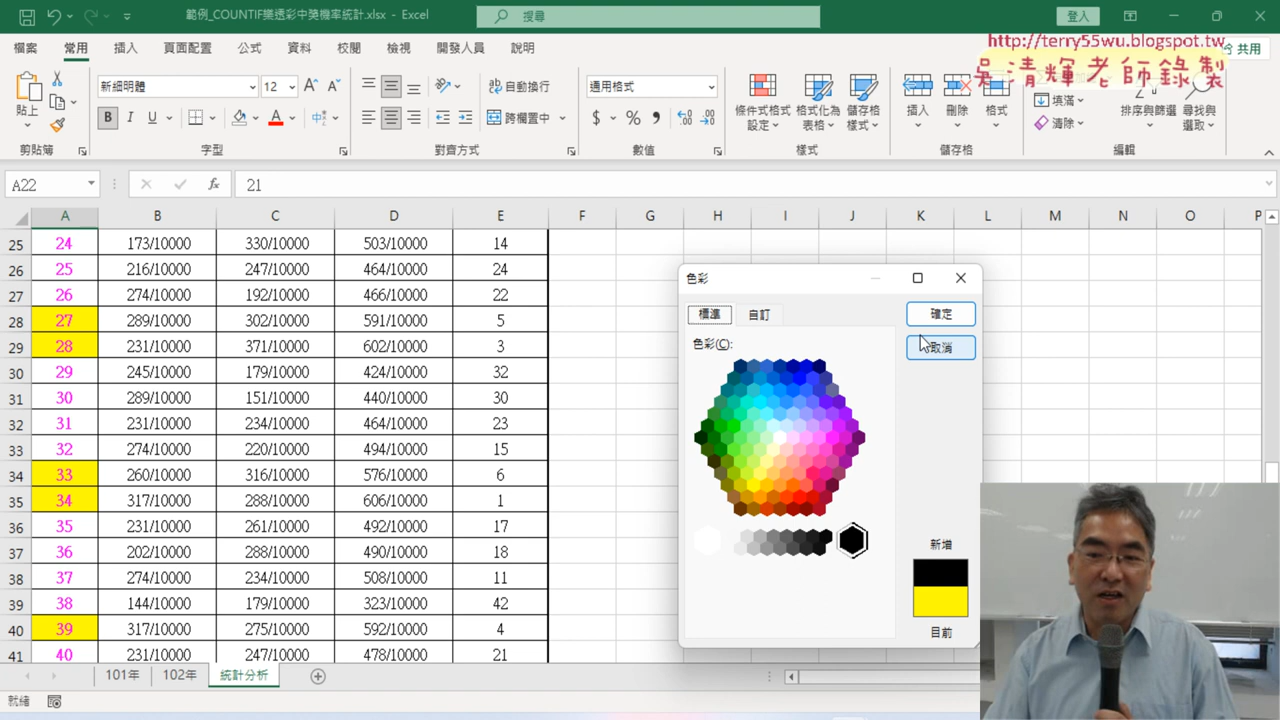 範例_COUNTIF樂透彩中獎機率統計.xlsx - Excel
搜尋
登入
檔案 常用 插入 頁面配置 公式 資料 校閱 檢視 開發人員 說明
共用
http://terry55wu.blogspot.tw
吳清輝老師錄製
貼上
新細明體 12
B I U
自動換行
跨欄置中
通用格式
$ % 9
條件式格式設定
格式化為表格
儲存格樣式
插入
刪除
格式
填滿
清除
排序與篩選
尋找與選取
剪貼簿 字型 對齊方式 數值 樣式 儲存格 編輯
A22 fx 21
A B C D E F G H I J K L M N O P
25 24 173/10000 330/10000 503/10000 14
26 25 216/10000 247/10000 464/10000 24
27 26 274/10000 192/10000 466/10000 22
28 27 289/10000 302/10000 591/10000 5
29 28 231/10000 371/10000 602/10000 3
30 29 245/10000 179/10000 424/10000 32
31 30 289/10000 151/10000 440/10000 30
32 31 231/10000 234/10000 464/10000 23
33 32 274/10000 220/10000 494/10000 15
34 33 260/10000 316/10000 576/10000 6
35 34 317/10000 288/10000 606/10000 1
36 35 231/10000 261/10000 492/10000 17
37 36 202/10000 288/10000 490/10000 18
38 37 274/10000 234/10000 508/10000 11
39 38 144/10000 179/10000 323/10000 42
40 39 317/10000 275/10000 592/10000 4
41 40 231/10000 247/10000 478/10000 21
色彩
標準 自訂
確定
取消
色彩(C):
新增
目前
101年 102年 統計分析
就緒